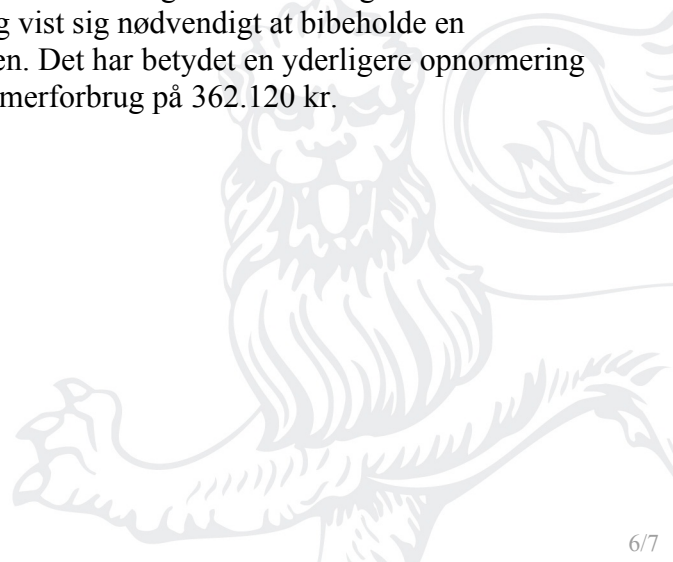 g vist sig nødvendigt at bibeholde en
en. Det har betydet en yderligere opnormering
merforbrug på 362.120 kr.
6/7